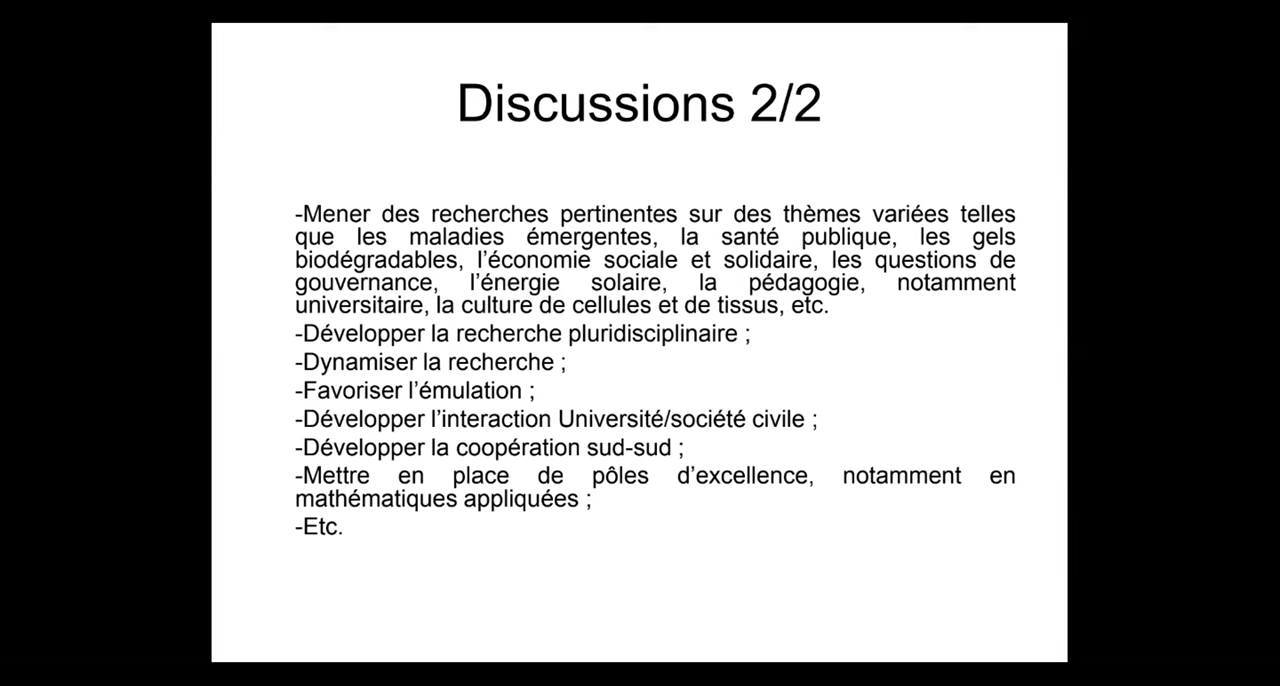 Discussions 2/2
-Mener des recherches pertinentes sur des thèmes variées telles
que les maladies émergentes, la santé publique, les gels
biodégradables, l’économie sociale et solidaire, les questions de
gouvernance, l’énergie solaire, la pédagogie, notamment
universitaire, la culture de cellules et de tissus, etc.
-Développer la recherche pluridisciplinaire ;
-Dynamiser la recherche ;
-Favoriser l’émulation ;
-Développer l’interaction Université/société civile ;
-Développer la coopération sud-sud ;
-Mettre en place de pôles d’excellence, notamment en
mathématiques appliquées ;
-Etc.